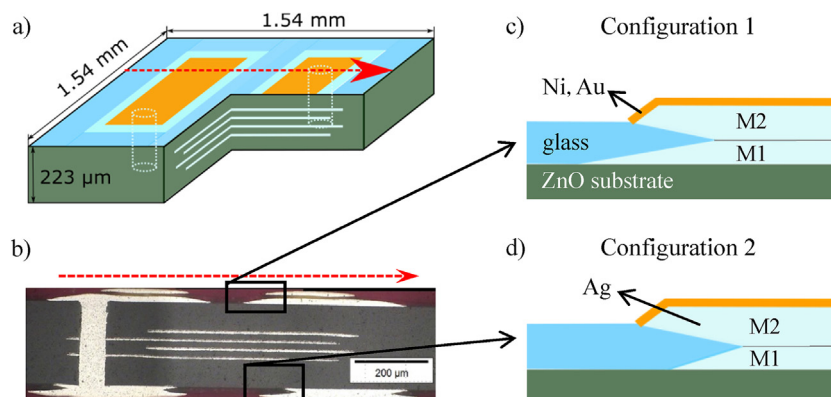 a)
1.54 mm
1.54 mm
223 µm
b)
200 µm
c)
Configuration 1
Ni, Au
M2
glass
M1
ZnO substrate
d)
Configuration 2
Ag
M2
M1